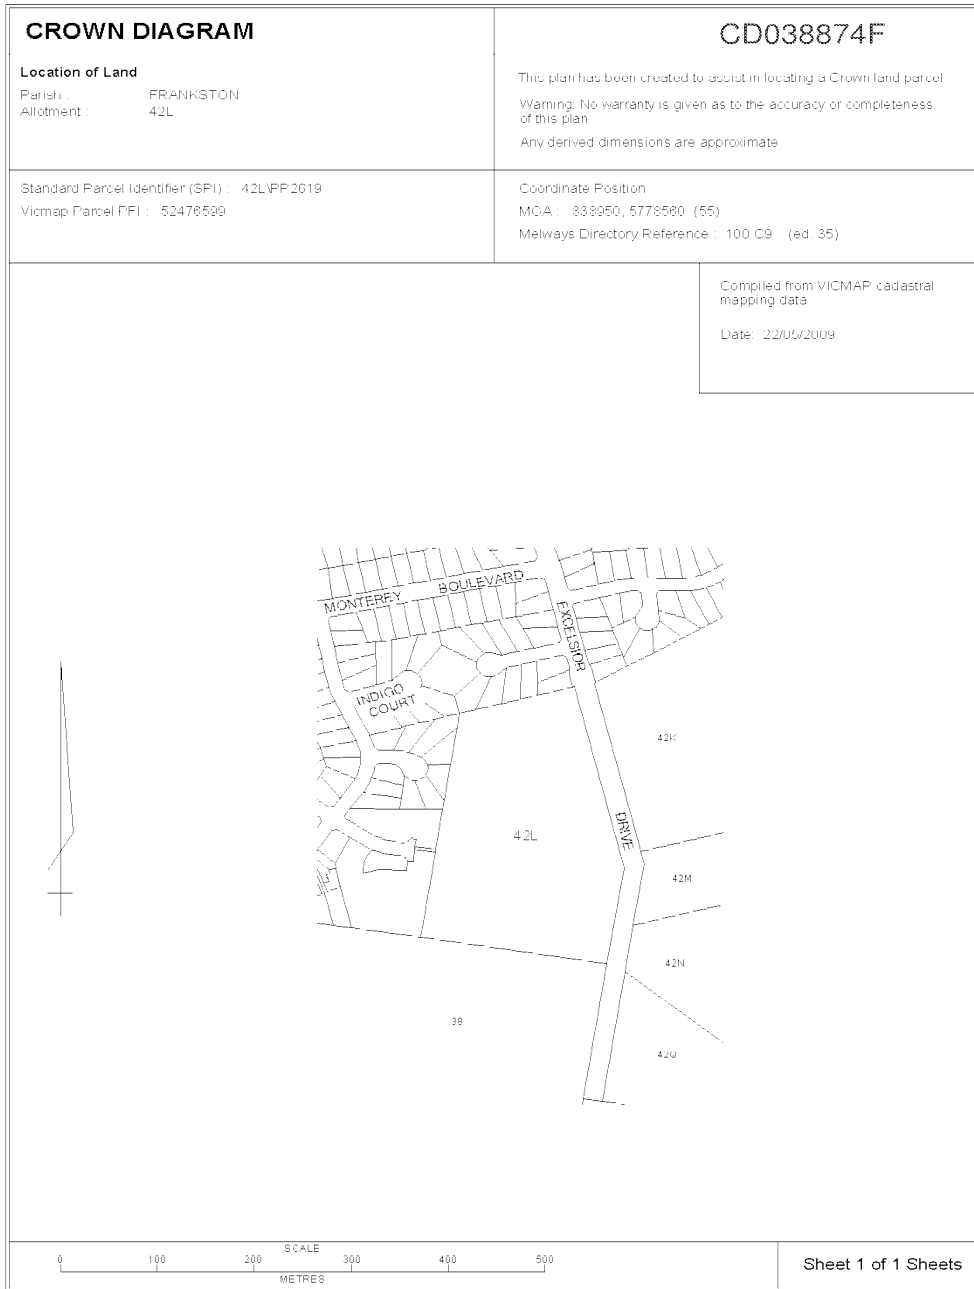 CROWN DIAGRAM
CD038874F
Location of Land
Parish : FRANKSTON
Allotment : 42L
This plan has been created to assist in locating a Crown land parcel
Warning: No warranty is given as to the accuracy or completeness
of this plan
Any derived dimensions are approximate
Standard Parcel Identifier (SPI) : 42L\PP2619
Vicmap Parcel PFI : 52476599
Coordinate Position
MGA : 338950, 5778560 (55)
Melways Directory Reference : 100 C9 (ed. 35)
Compiled from VICMAP cadastral
mapping data
Date: 22/05/2009
MONTEREY BOULEVARD
EXCELSIOR
INDIGO
COURT
42K
DRIVE
42L
42M
42N
38
42Q
SCALE
0 100 200 300 400 500
METRES
Sheet 1 of 1 Sheets